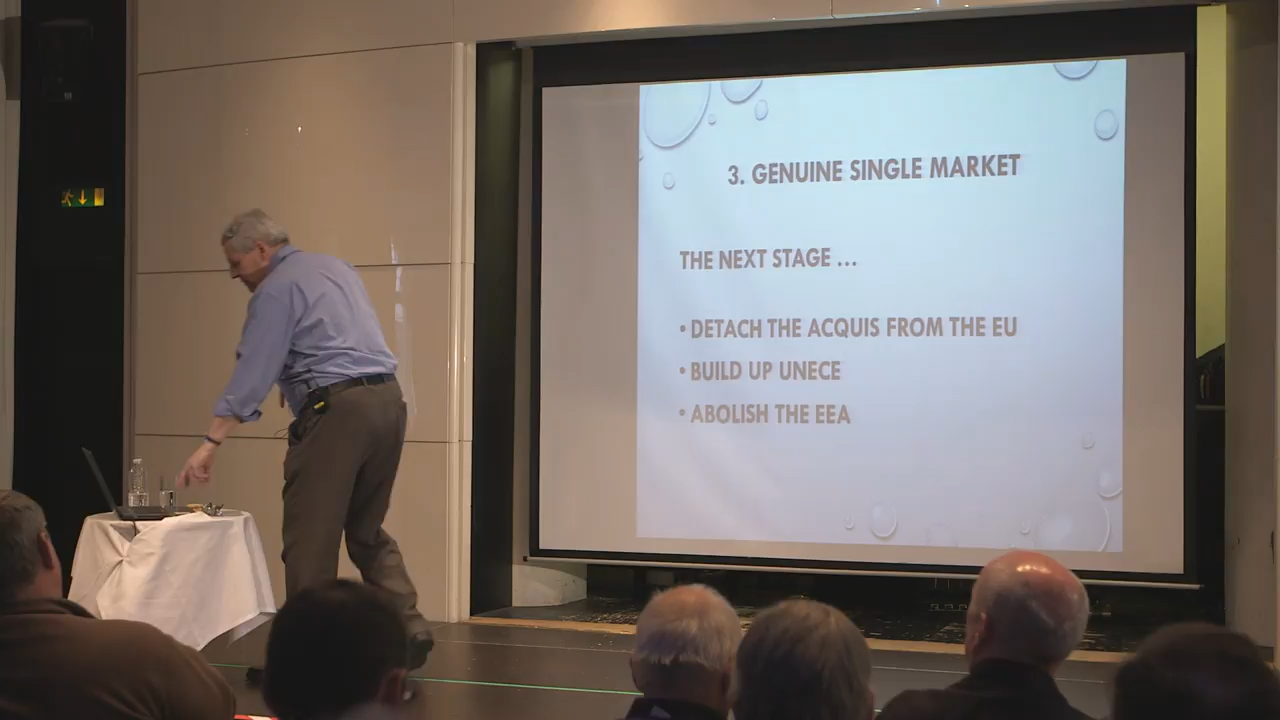 3. GENUINE SINGLE MARKET
THE NEXT STAGE ...
• DETACH THE ACQUIS FROM THE EU
• BUILD UP UNECE
• ABOLISH THE EEA